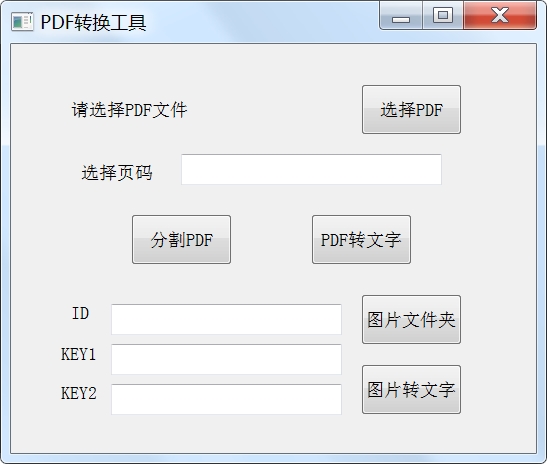 PDF转换工具
请选择PDF文件
选择PDF
选择页码
分割PDF
PDF转文字
ID
图片文件夹
KEY1
图片转文字
KEY2